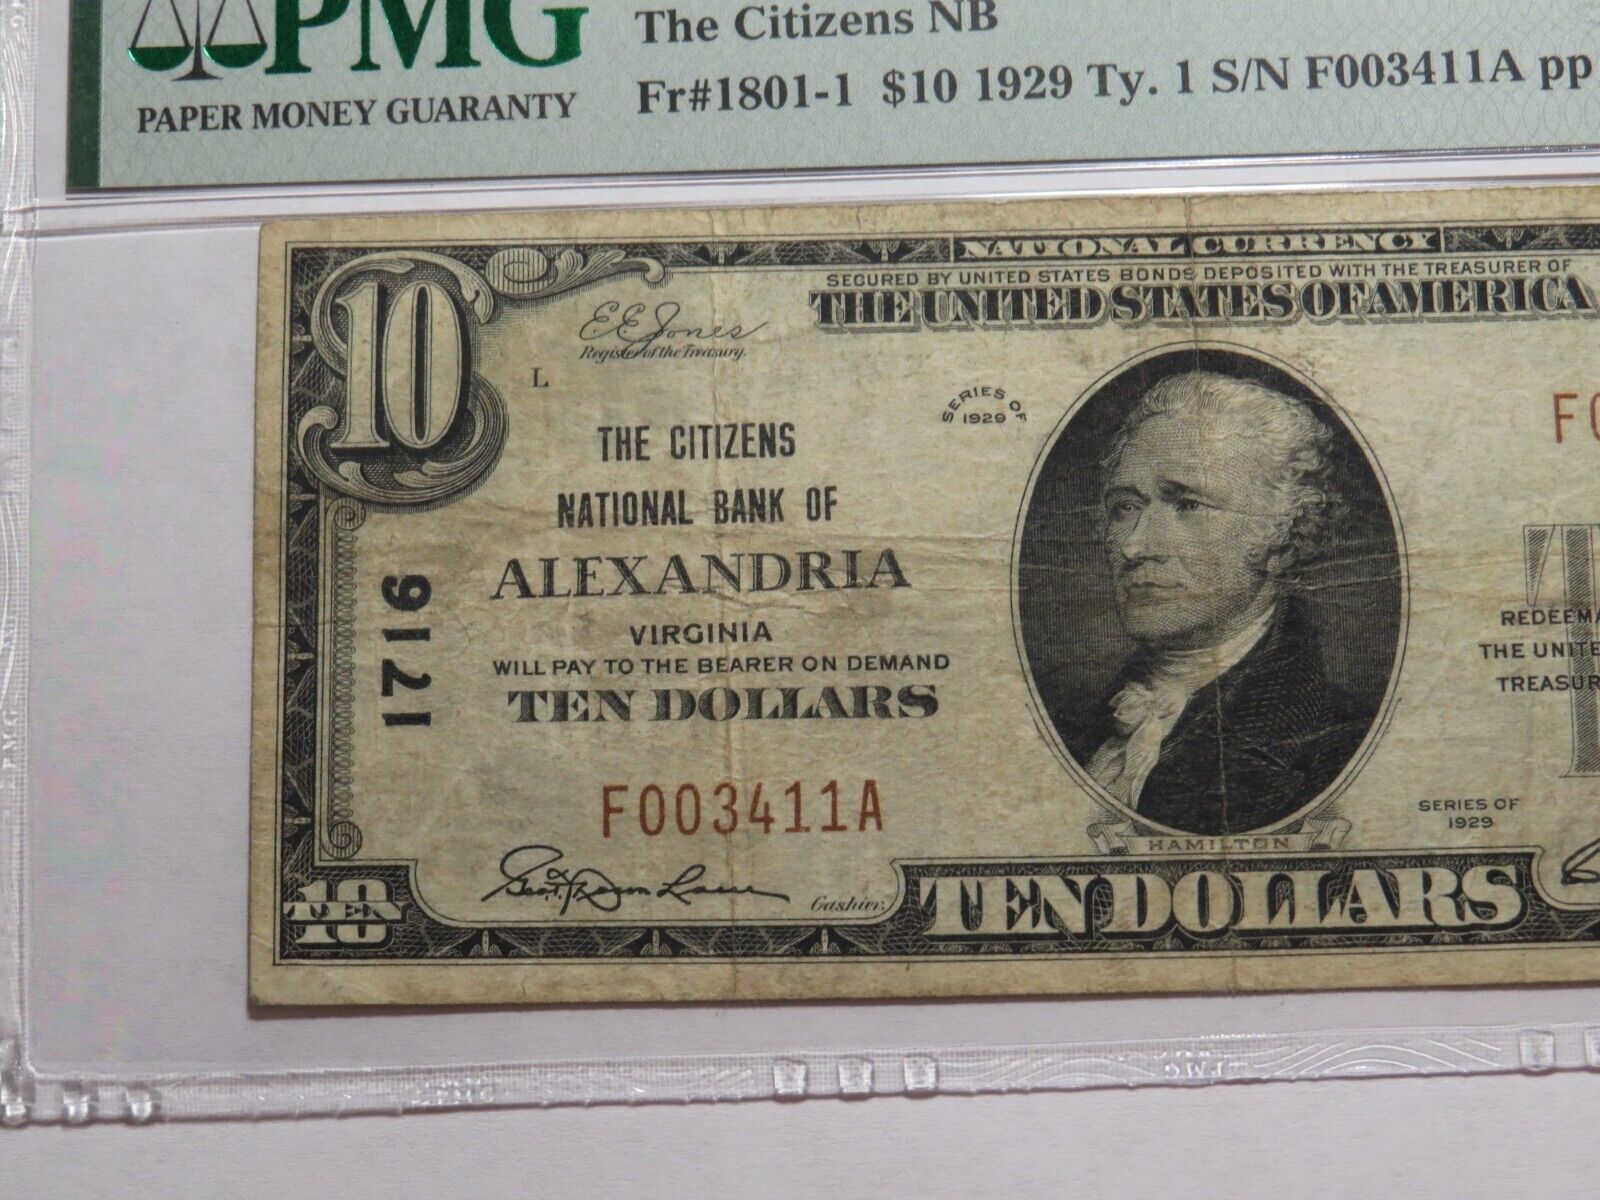 PMG
PAPER MONEY GUARANTY
The Citizens NB
Fr#1801-1 $10 1929 Ty. 1 S/N F003411A pp
NATIONAL CURRENCY
SECURED BY UNITED STATES BONDS DEPOSITED WITH THE TREASURER OF
THE UNITED STATES OF AMERICA
10
E E Jones
Register of the Treasury.
L
SERIES OF
1929
F0
THE CITIZENS
NATIONAL BANK OF
ALEXANDRIA
VIRGINIA
WILL PAY TO THE BEARER ON DEMAND
TEN DOLLARS
1716
REDEEMA
THE UNITE
TREASUR
F003411A
SERIES OF
1929
HAMILTON
Cashier.
10
TEN
TEN DOLLARS
PMG
PMG